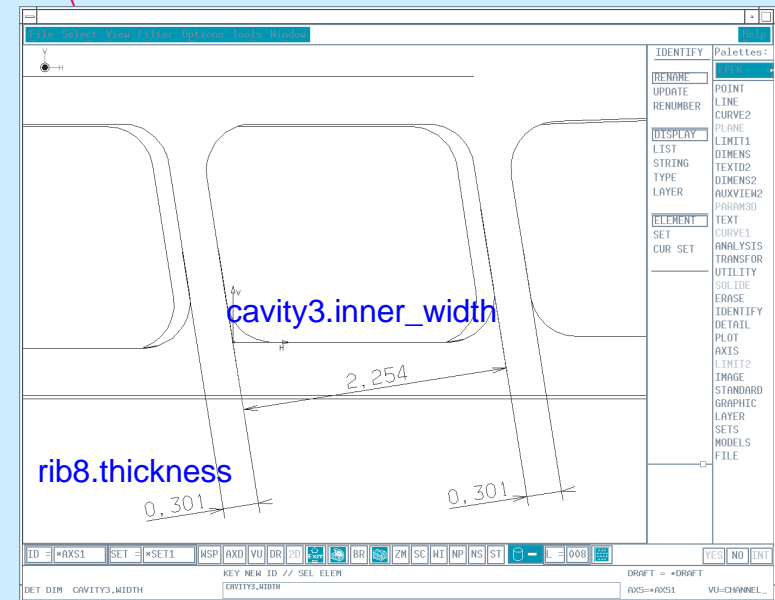 File Select View Filter Options Tools Window Help
IDENTIFY
RENAME
UPDATE
RENUMBER
DISPLAY
LIST
STRING
TYPE
LAYER
ELEMENT
SET
CUR SET
Palettes:
LPFK
POINT
LINE
CURVE2
PLANE
LIMIT1
DIMENS
TEXTD2
DIMENS2
AUXVIEW2
PARAM3D
TEXT
CURVE1
ANALYSIS
TRANSFOR
UTILITY
SOLIDE
ERASE
IDENTIFY
DETAIL
PLOT
AXIS
LIMIT2
IMAGE
STANDARD
GRAPHIC
LAYER
SETS
MODELS
FILE
Y
H
V
cavity3.inner_width
H
2,254
rib8.thickness
0,301
0,301
ID = *AXS1 SET = *SET1 WSP AXD VU DR 2D EXIT BR ZM SC WI NP NS ST L = 008 YES NO INT
KEY NEW ID // SEL ELEM DRAFT = *DRAFT
DET DIM CAVITY3,WIDTH CAVITY3,WIDTH AXS=*AXS1 VU=CHANNEL_